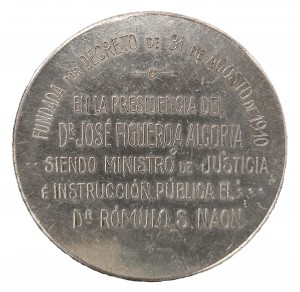 FUNDADA POR DECRETO DE 31 DE AGOSTO DE 1910
EN LA PRESIDENCIA DEL
DR JOSÉ FIGUEROA ALCORTA
SIENDO MINISTRO DE JUSTICIA
É INSTRUCCIÓN PÚBLICA EL
DR RÓMULO S. NAON